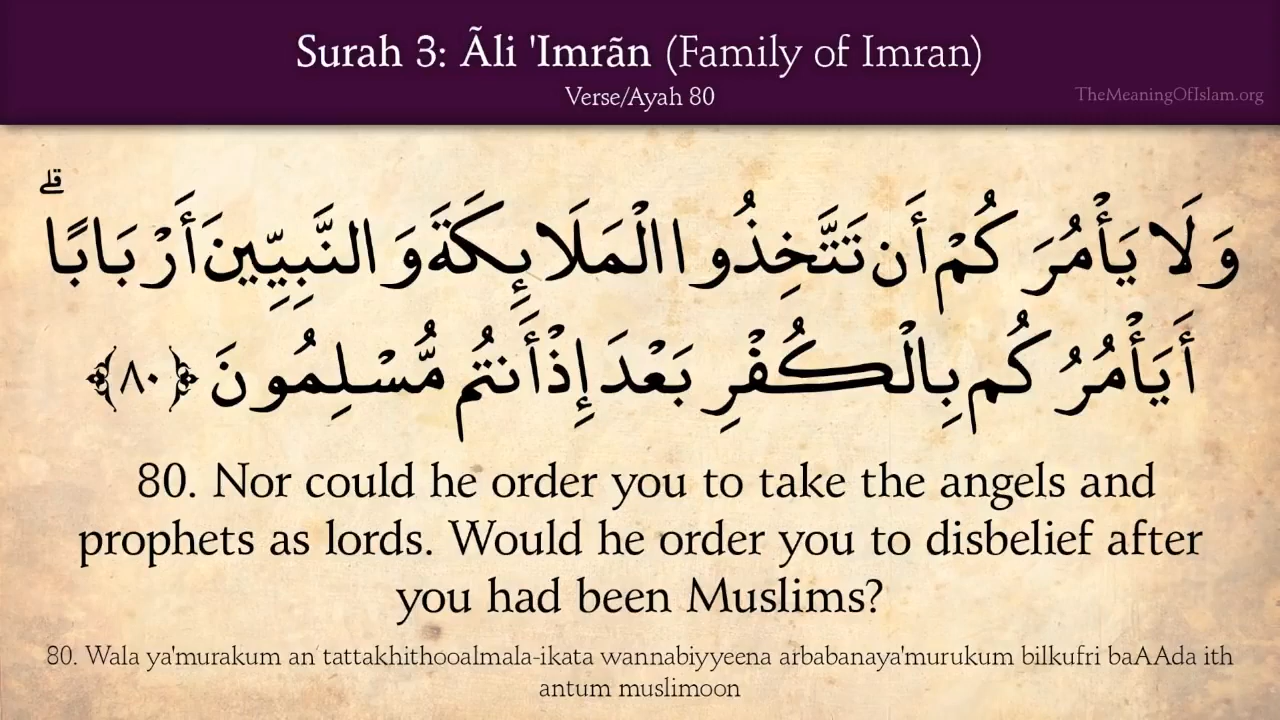 Surah 3: Ãli 'Imrãn (Family of Imran)
Verse/Ayah 80
TheMeaningOfIslam.org
وَلَا يَأْمُرَكُمْ أَن تَتَّخِذُوا الْمَلَايِكَةَ وَالنَّبِيِّينَ أَرْبَابًا ۗ
أَيَأْمُرُكُم بِالْكُفْرِ بَعْدَ إِذْ أَنتُم مُّسْلِمُونَ ﴿٨٠﴾
80. Nor could he order you to take the angels and
prophets as lords. Would he order you to disbelief after
you had been Muslims?
80. Wala ya'murakum an tattakhithooalmala-ikata wannabiyyeena arbabanaya'murukum bilkufri baAAda ith
antum muslimoon